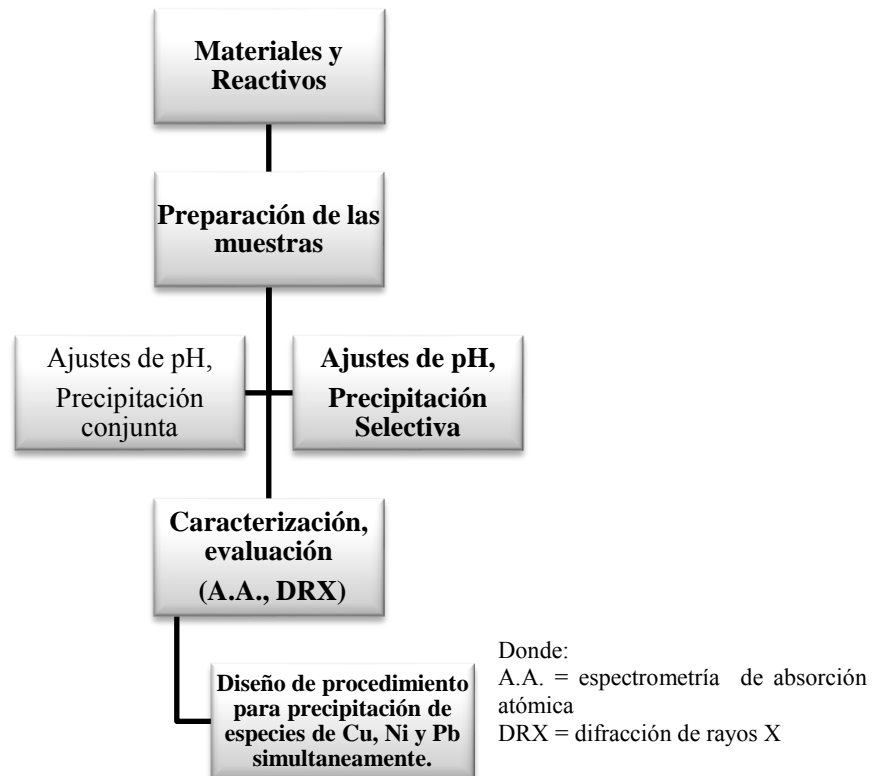 Materiales y
Reactivos
Preparación de las
muestras
Ajustes de pH,
Precipitación
conjunta
Ajustes de pH,
Precipitación
Selectiva
Caracterización,
evaluación
(A.A., DRX)
Diseño de procedimiento
para precipitación de
especies de Cu, Ni y Pb
simultaneamente.
Donde:
A.A. = espectrometría de absorción
atómica
DRX = difracción de rayos X